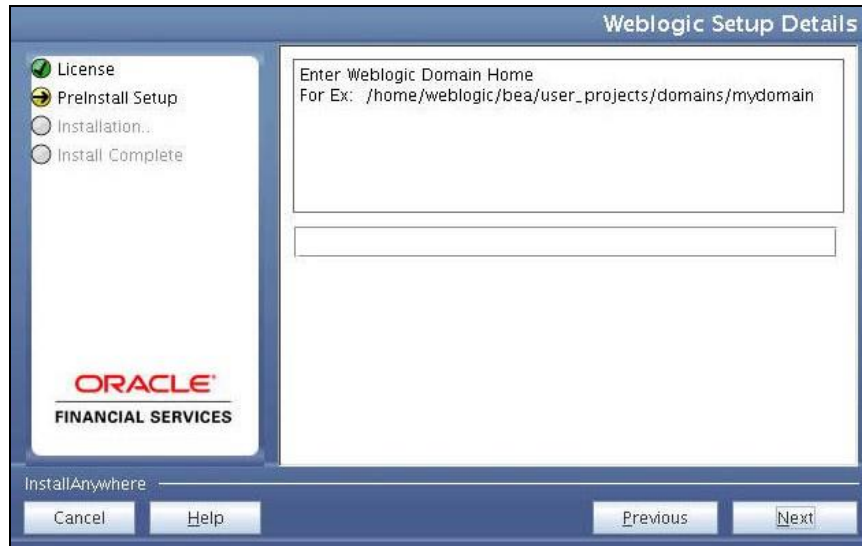 Weblogic Setup Details
License
PreInstall Setup
Installation..
Install Complete
Enter Weblogic Domain Home
For Ex: /home/weblogic/bea/user_projects/domains/mydomain
ORACLE
FINANCIAL SERVICES
InstallAnywhere
Cancel
Help
Previous
Next